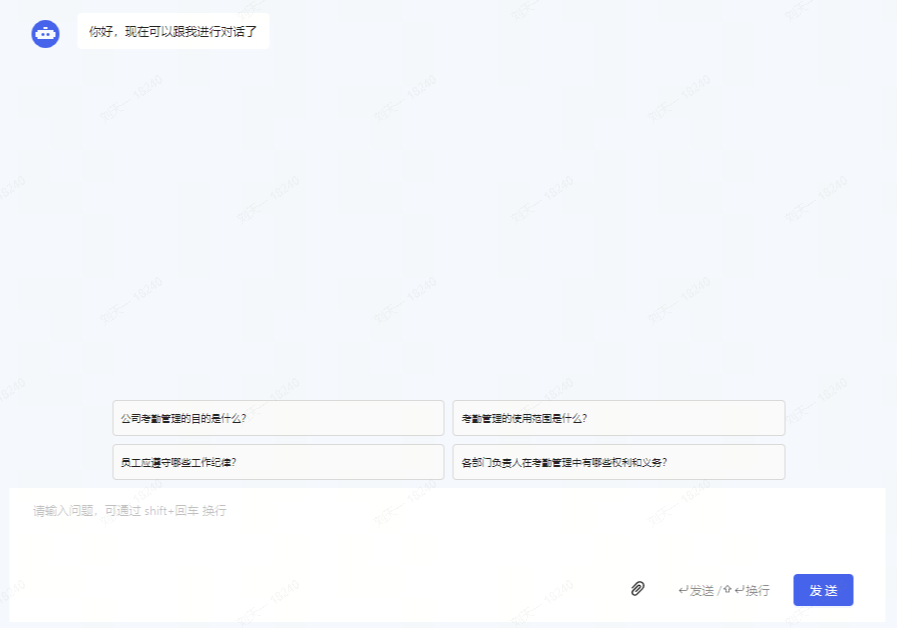 你好，现在可以跟我进行对话了
公司考勤管理的目的是什么?
考勤管理的使用范围是什么?
员工应遵守哪些工作纪律?
各部门负责人在考勤管理中有哪些权利和义务?
请输入问题，可通过 shift+回车 换行
↵发送 /⇧↵换行
发 送